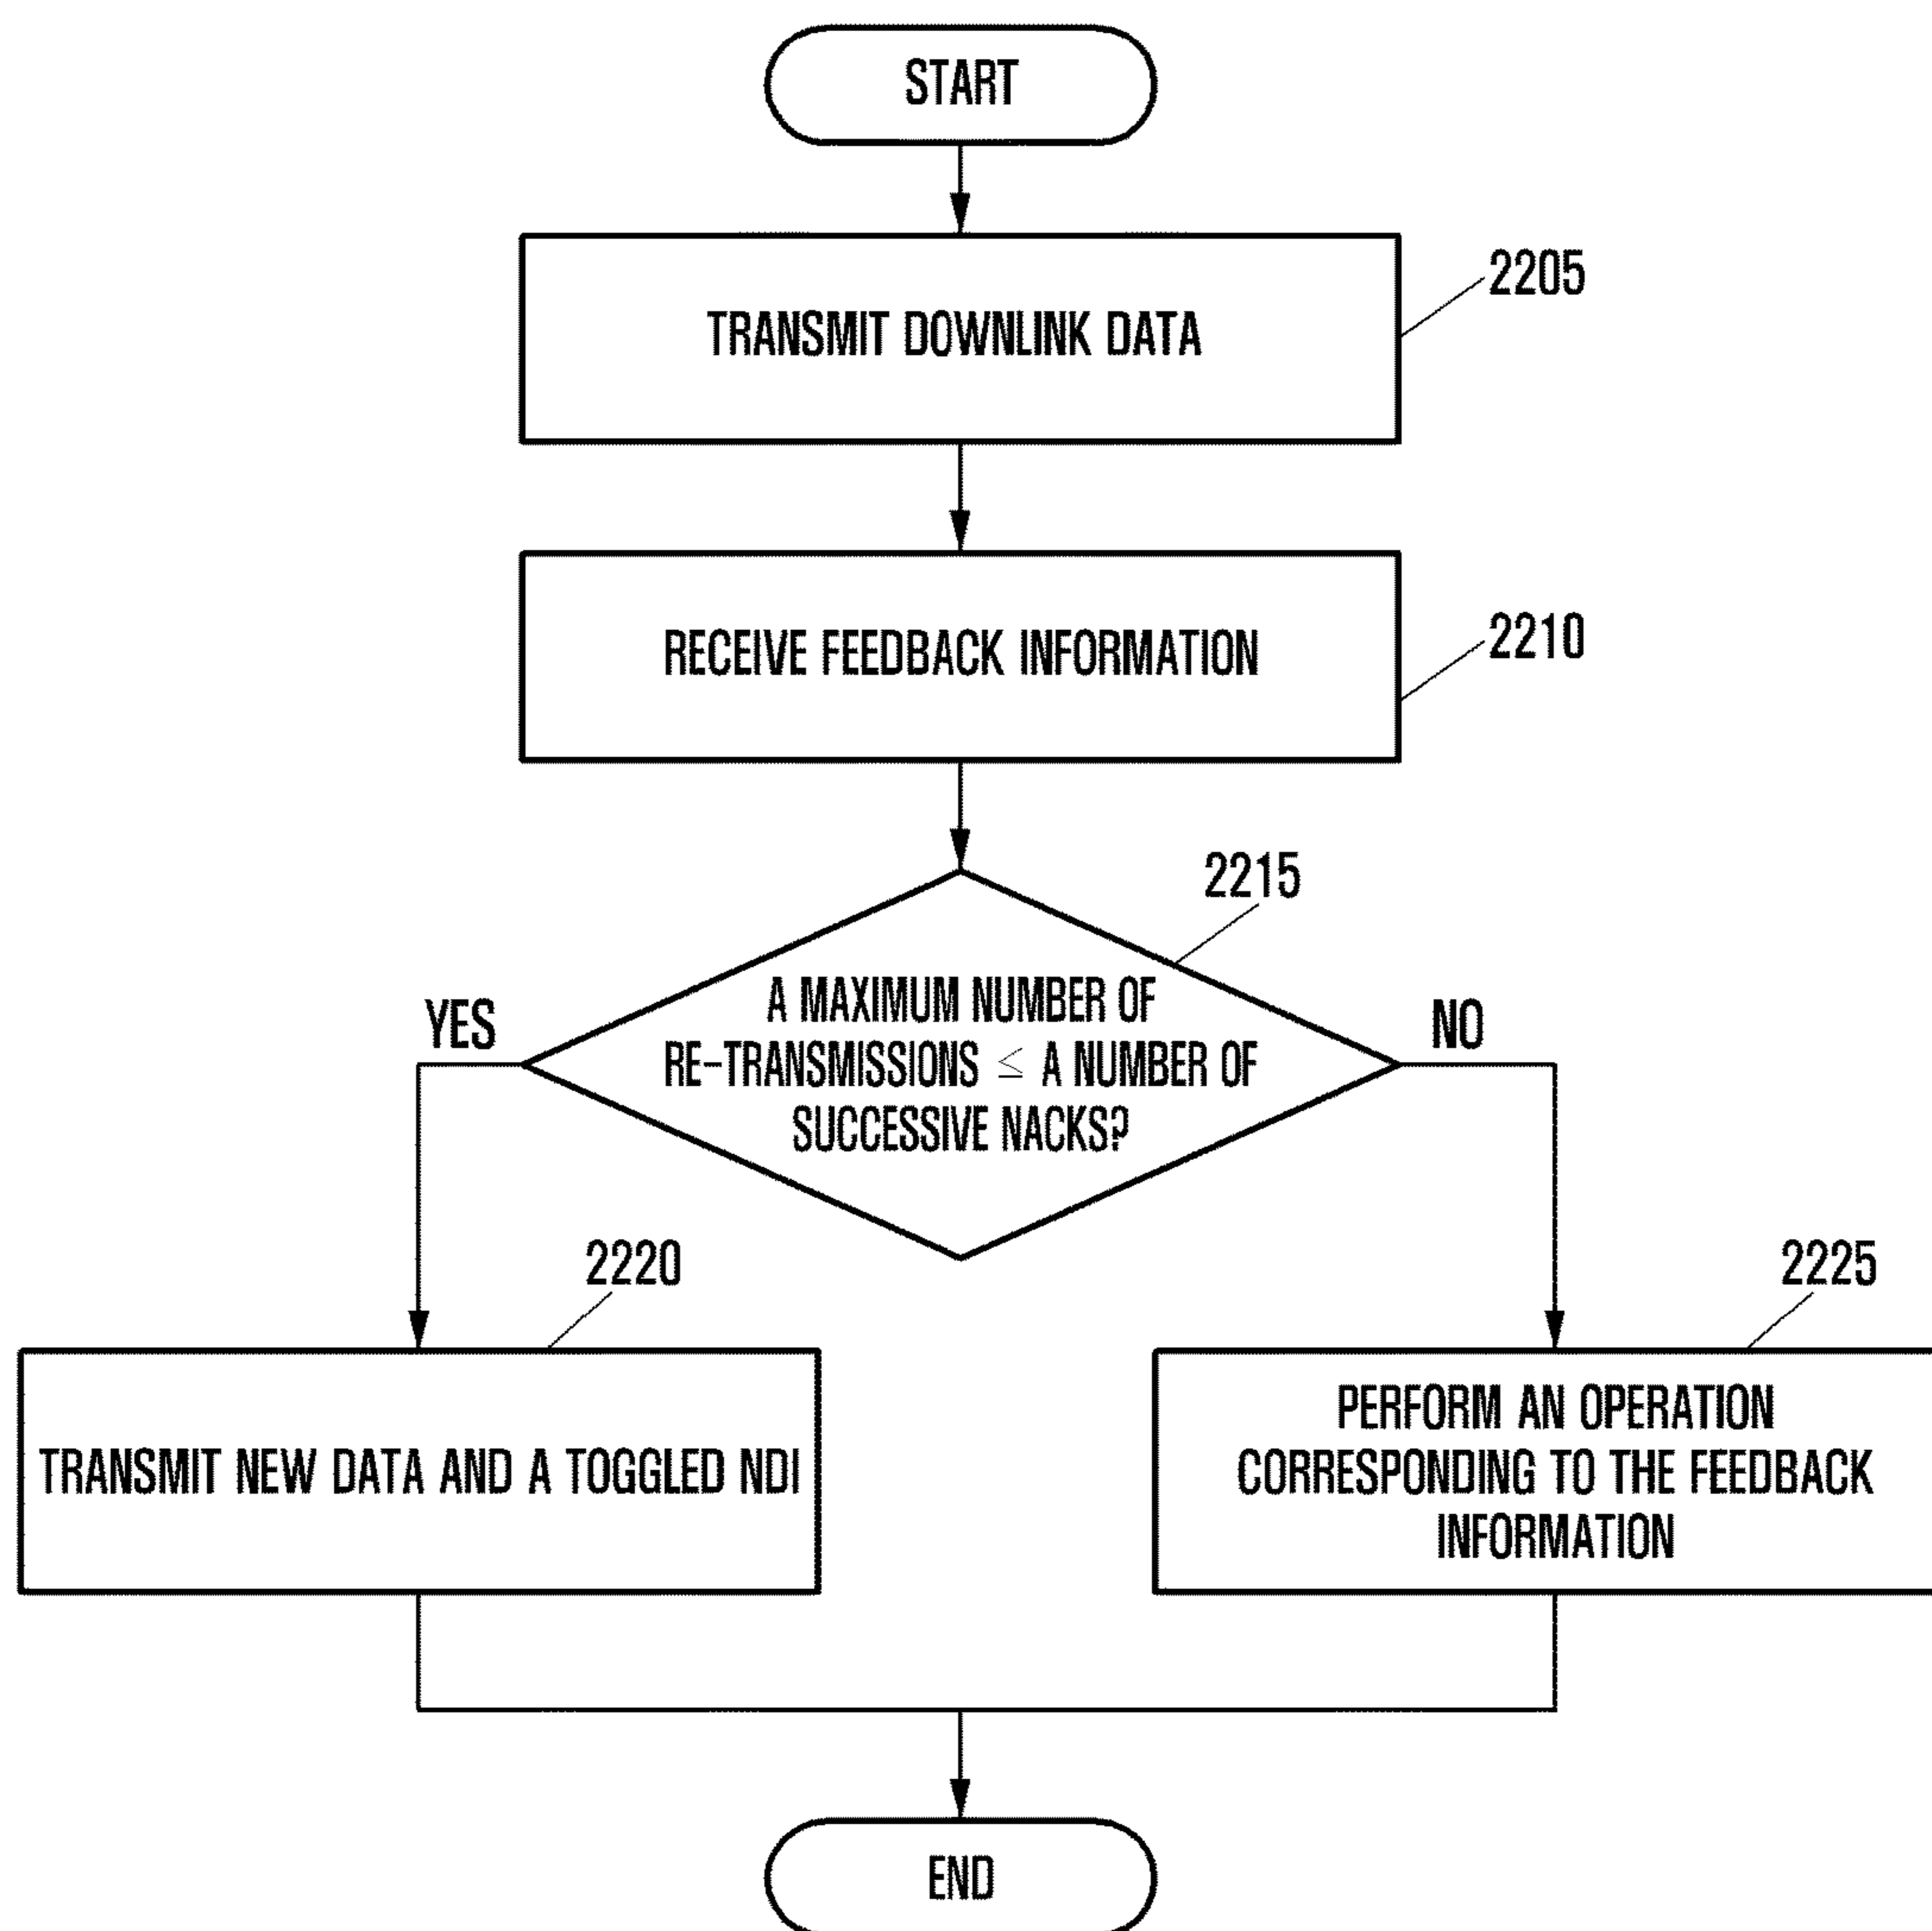 START
2205
TRANSMIT DOWNLINK DATA
2210
RECEIVE FEEDBACK INFORMATION
2215
A MAXIMUM NUMBER OF
RE-TRANSMISSIONS ≤ A NUMBER OF
SUCCESSIVE NACKS?
YES
NO
2220
2225
TRANSMIT NEW DATA AND A TOGGLED NDI
PERFORM AN OPERATION
CORRESPONDING TO THE FEEDBACK
INFORMATION
END